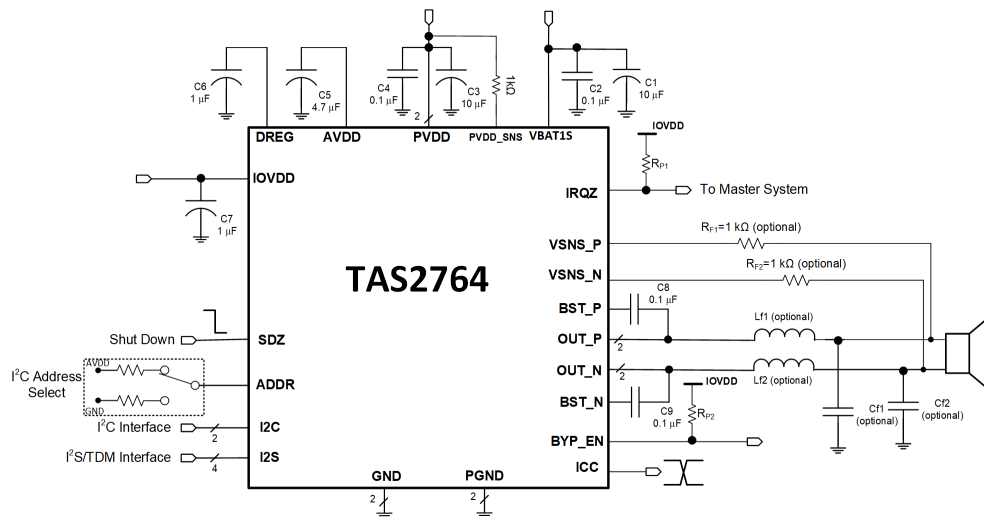 C6
1 µF
C5
4.7 µF
C4
0.1 µF
C3
10 µF
1kΩ
C2
0.1 µF
C1
10 µF
2
DREG
AVDD
PVDD
PVDD_SNS
VBAT1S
IOVDD
C7
1 µF
IOVDD
RP1
IRQZ
To Master System
VSNS_P
RF1=1 kΩ (optional)
VSNS_N
RF2=1 kΩ (optional)
TAS2764
BST_P
C8
0.1 µF
Shut Down
SDZ
OUT_P
2
Lf1 (optional)
I²C Address
Select
AVDD
GND
ADDR
OUT_N
2
Lf2 (optional)
IOVDD
BST_N
C9
0.1 µF
RP2
Cf1
(optional)
Cf2
(optional)
I²C Interface
2
I2C
BYP_EN
I²S/TDM Interface
4
I2S
ICC
GND
PGND
2
2